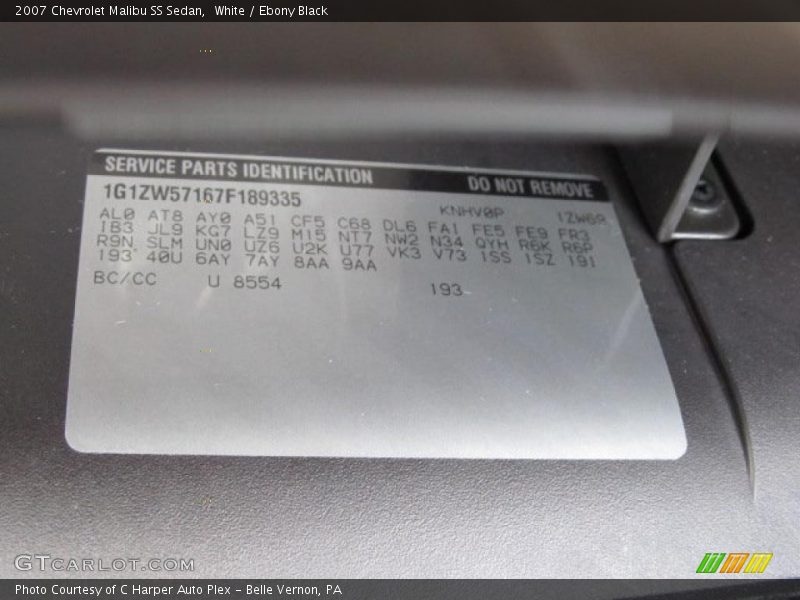 2007 Chevrolet Malibu SS Sedan, White / Ebony Black
SERVICE PARTS IDENTIFICATION DO NOT REMOVE
1G1ZW57167F189335 KNHV0P 1ZW69
AL0 AT8 AY0 A51 CF5 C68 DL6 FA1 FE5 FE9 FR3
IB3 JL9 KG7 LZ9 M15 NT7 NW2 N34 QYH R6K R6P
R9N SLM UN0 UZ6 U2K U77 VK3 V73 1SS 1SZ 19I
193 40U 6AY 7AY 8AA 9AA
BC/CC U 8554 193
GTCARLOT.COM
Photo Courtesy of C Harper Auto Plex - Belle Vernon, PA